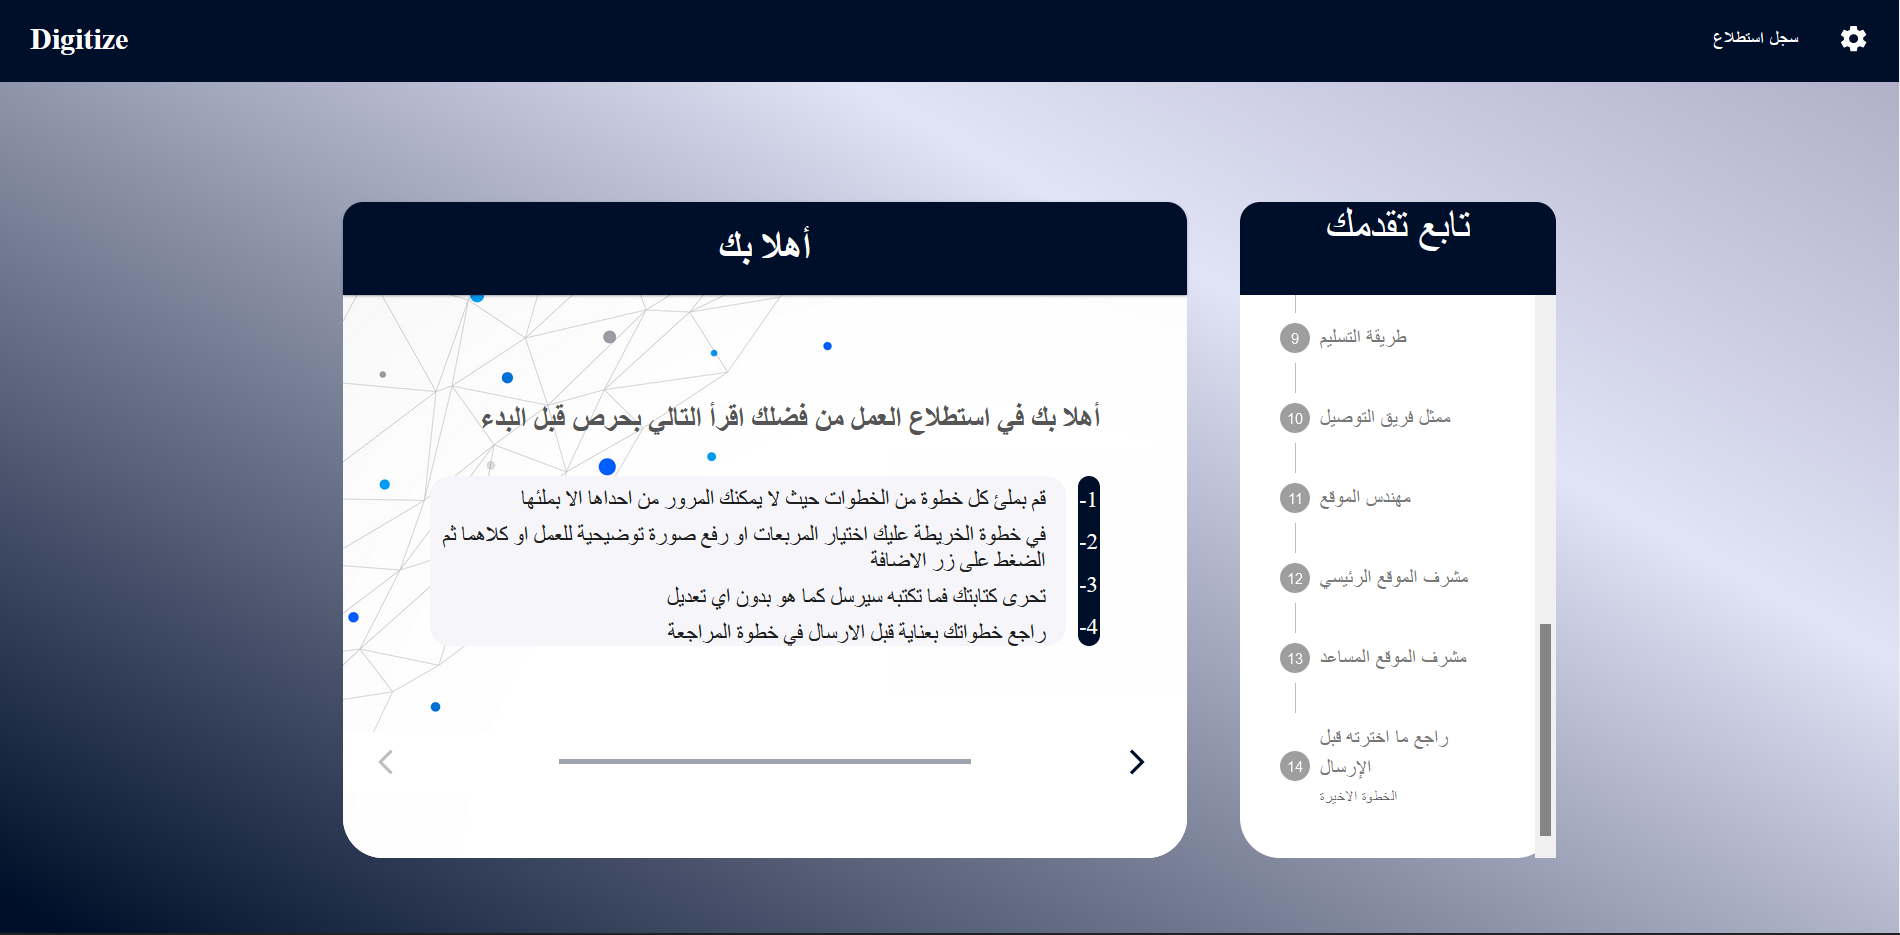 Digitize
سجل استطلاع
أهلا بك
أهلا بك في استطلاع العمل من فضلك اقرأ التالي بحرص قبل البدء
1- قم بملئ كل خطوة من الخطوات حيث لا يمكنك المرور من احداها الا بملئها
2- في خطوة الخريطة عليك اختيار المربعات او رفع صورة توضيحية للعمل او كلاهما ثم
الضغط على زر الاضافة
3- تحرى كتابتك فما تكتبه سيرسل كما هو بدون اي تعديل
4- راجع خطواتك بعناية قبل الارسال في خطوة المراجعة
تابع تقدمك
9 طريقة التسليم
10 ممثل فريق التوصيل
11 مهندس الموقع
12 مشرف الموقع الرئيسي
13 مشرف الموقع المساعد
14 راجع ما اخترته قبل
الإرسال
الخطوة الاخيرة